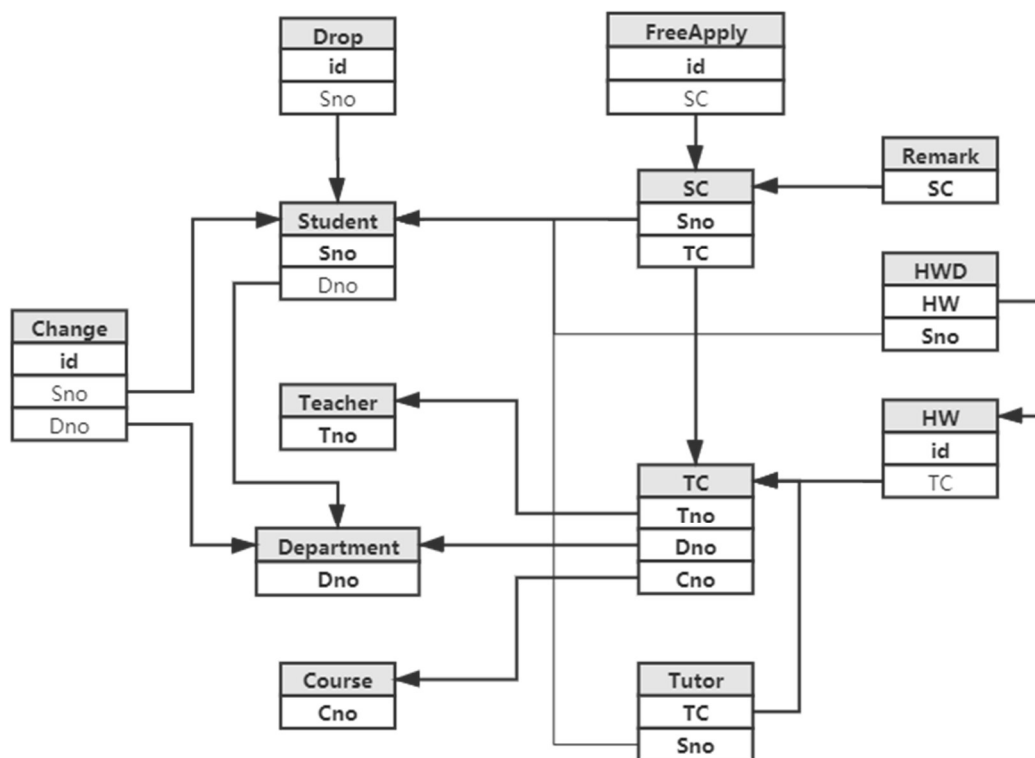 Drop
id
Sno
FreeApply
id
SC
Remark
SC
SC
Sno
TC
Student
Sno
Dno
HWD
HW
Sno
Change
id
Sno
Dno
Teacher
Tno
HW
id
TC
TC
Tno
Dno
Cno
Department
Dno
Course
Cno
Tutor
TC
Sno